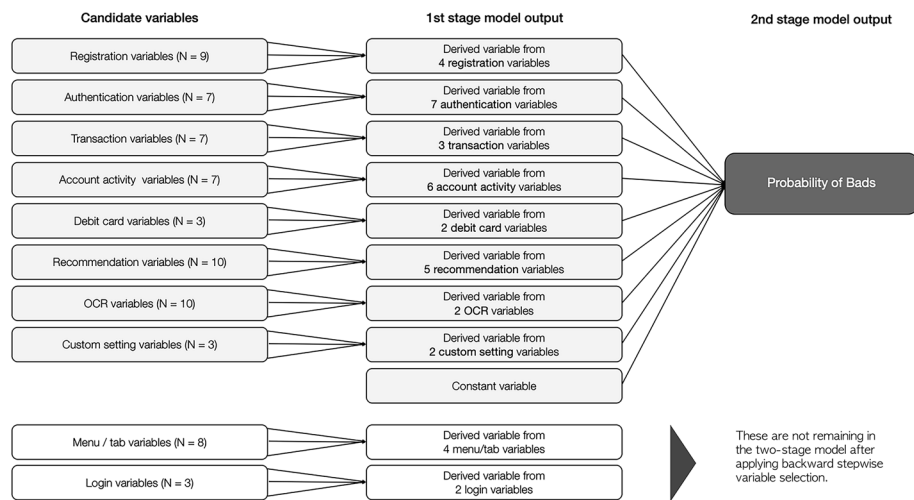 Candidate variables
1st stage model output
2nd stage model output
Registration variables (N = 9)
Derived variable from
4 registration variables
Authentication variables (N = 7)
Derived variable from
7 authentication variables
Transaction variables (N = 7)
Derived variable from
3 transaction variables
Account activity variables (N = 7)
Derived variable from
6 account activity variables
Probability of Bads
Debit card variables (N = 3)
Derived variable from
2 debit card variables
Recommendation variables (N = 10)
Derived variable from
5 recommendation variables
OCR variables (N = 10)
Derived variable from
2 OCR variables
Custom setting variables (N = 3)
Derived variable from
2 custom setting variables
Constant variable
Menu / tab variables (N = 8)
Derived variable from
4 menu/tab variables
Login variables (N = 3)
Derived variable from
2 login variables
These are not remaining in
the two-stage model after
applying backward stepwise
variable selection.